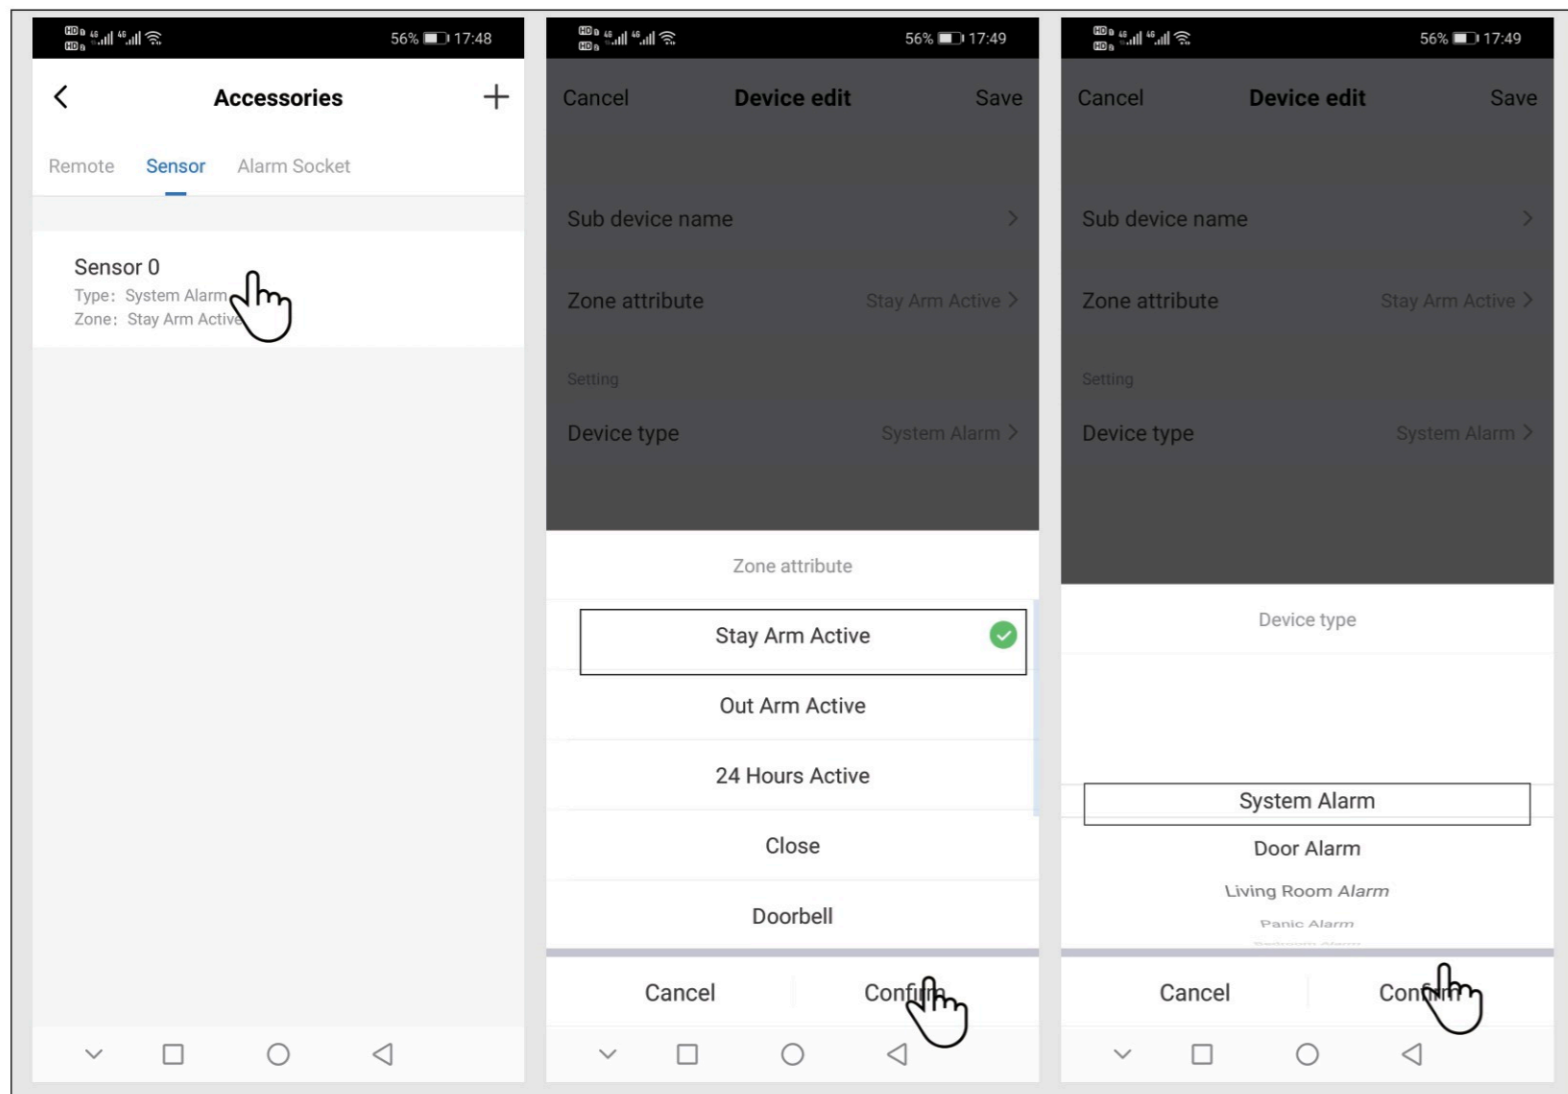 56% 17:48
Accessories
Remote Sensor Alarm Socket
Sensor 0
Type: System Alarm
Zone: Stay Arm Active
56% 17:49
Cancel Device edit Save
Sub device name
Zone attribute Stay Arm Active
Setting
Device type System Alarm
Zone attribute
Stay Arm Active
Out Arm Active
24 Hours Active
Close
Doorbell
Cancel Confirm
56% 17:49
Cancel Device edit Save
Sub device name
Zone attribute Stay Arm Active
Setting
Device type System Alarm
Device type
System Alarm
Door Alarm
Living Room Alarm
Panic Alarm
Bedroom Alarm
Cancel Confirm